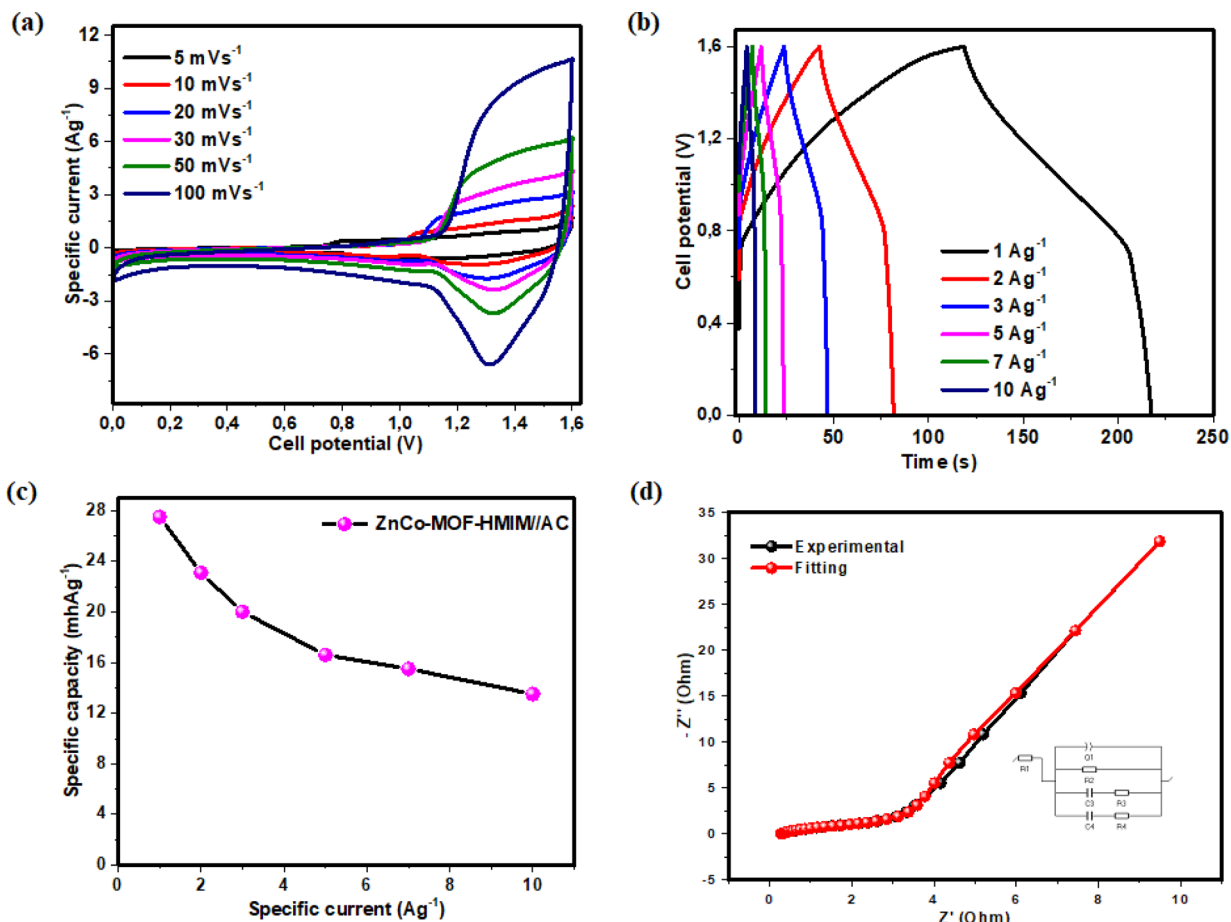 (a)
12
9
6
3
0
-3
-6
Specific current (Ag⁻¹)
5 mVs⁻¹
10 mVs⁻¹
20 mVs⁻¹
30 mVs⁻¹
50 mVs⁻¹
100 mVs⁻¹
0,0 0,2 0,4 0,6 0,8 1,0 1,2 1,4 1,6
Cell potential (V)
(b)
1,6
1,2
0,8
0,4
0,0
Cell potential (V)
1 Ag⁻¹
2 Ag⁻¹
3 Ag⁻¹
5 Ag⁻¹
7 Ag⁻¹
10 Ag⁻¹
0 50 100 150 200 250
Time (s)
(c)
28
24
20
16
12
8
4
0
Specific capacity (mhAg⁻¹)
ZnCo-MOF-HMIM//AC
0 2 4 6 8 10
Specific current (Ag⁻¹)
(d)
35
30
25
20
15
10
5
0
-5
- Z'' (Ohm)
Experimental
Fitting
R1
Q1
R2
C3 R3
C4 R4
0 2 4 6 8 10
Z' (Ohm)